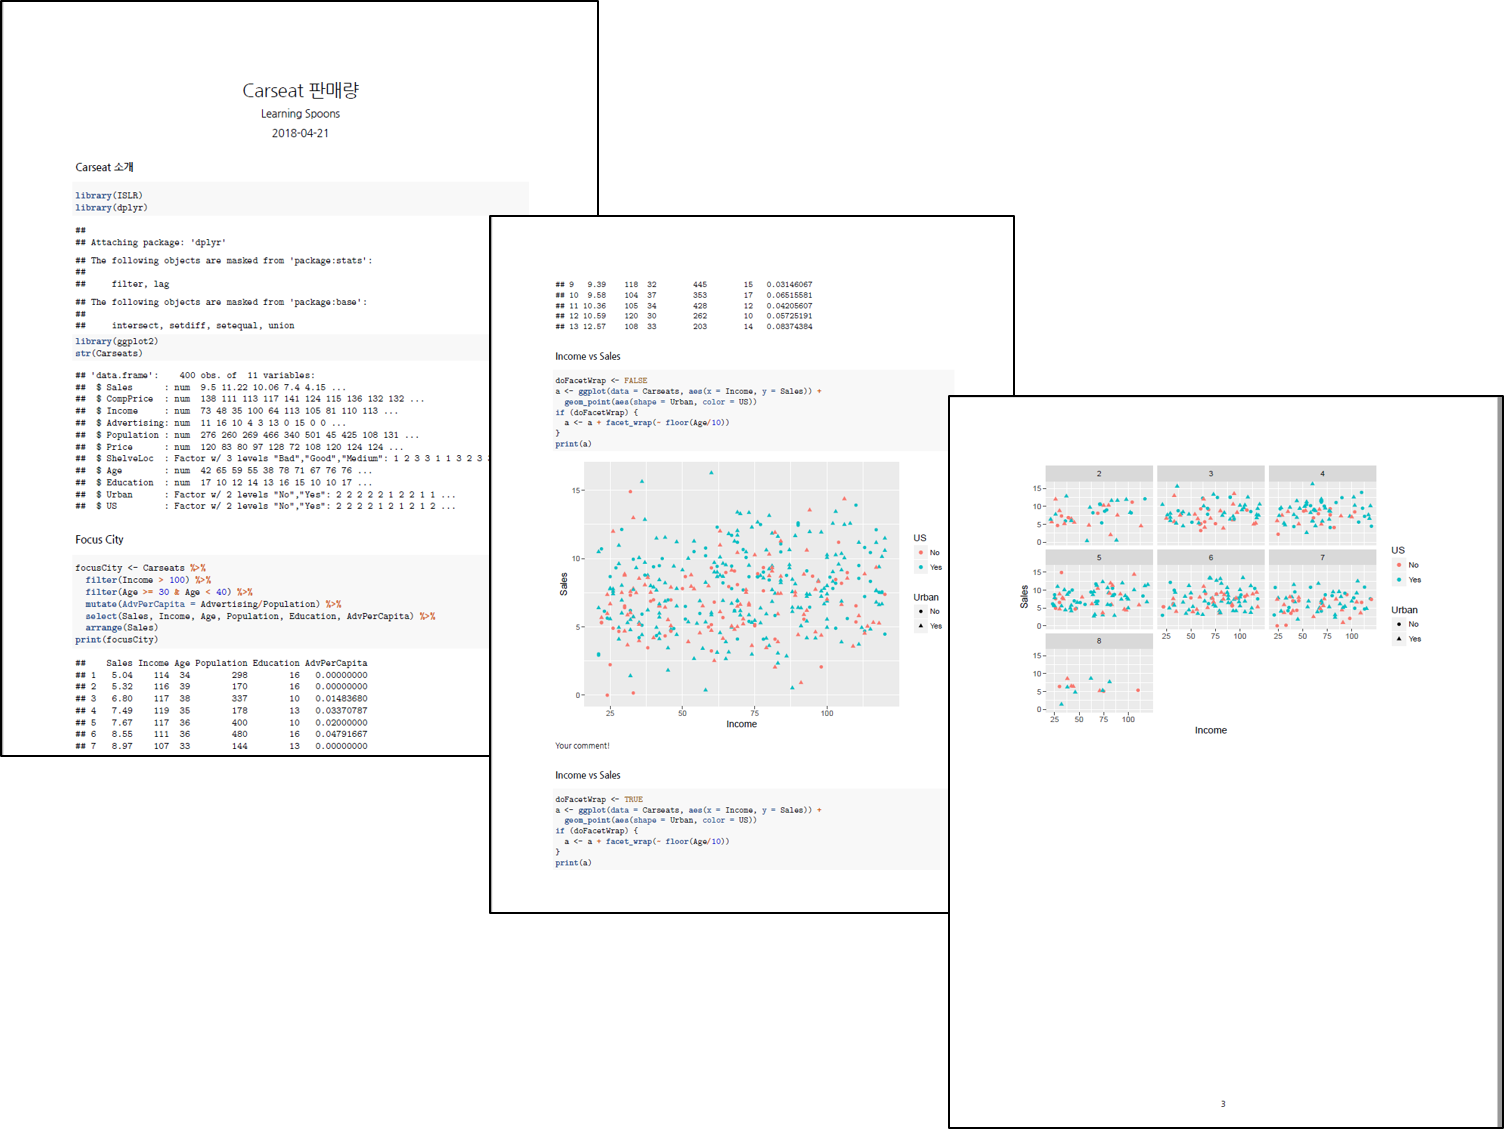 Carseat 판매량
Learning Spoons
2018-04-21
Carseat 소개
library(ISLR)
library(dplyr)
##
## Attaching package: 'dplyr'
## The following objects are masked from 'package:stats':
##
##     filter, lag
## The following objects are masked from 'package:base':
##
##     intersect, setdiff, setequal, union
library(ggplot2)
str(Carseats)
## 'data.frame':    400 obs. of  11 variables:
##  $ Sales      : num  9.5 11.22 10.06 7.4 4.15 ...
##  $ CompPrice  : num  138 111 113 117 141 124 115 136 132 132 ...
##  $ Income     : num  73 48 35 100 64 113 105 81 110 113 ...
##  $ Advertising: num  11 16 10 4 3 13 0 15 0 0 ...
##  $ Population : num  276 260 269 466 340 501 45 425 108 131 ...
##  $ Price      : num  120 83 80 97 128 72 108 120 124 124 ...
##  $ ShelveLoc  : Factor w/ 3 levels "Bad","Good","Medium": 1 2 3 3 1 1 3 2 3
##  $ Age        : num  42 65 59 55 38 78 71 67 76 76 ...
##  $ Education  : num  17 10 12 14 13 16 15 10 10 17 ...
##  $ Urban      : Factor w/ 2 levels "No","Yes": 2 2 2 2 2 1 2 2 1 1 ...
##  $ US         : Factor w/ 2 levels "No","Yes": 2 2 2 2 1 2 1 2 1 2 ...
Focus City
focusCity <- Carseats %>%
  filter(Income > 100) %>%
  filter(Age >= 30 & Age < 40) %>%
  mutate(AdvPerCapita = Advertising/Population) %>%
  select(Sales, Income, Age, Population, Education, AdvPerCapita) %>%
  arrange(Sales)
print(focusCity)
##    Sales Income Age Population Education AdvPerCapita
## 1   5.04    114  34        298        16   0.00000000
## 2   5.32    116  39        170        16   0.00000000
## 3   6.80    117  38        337        10   0.01483680
## 4   7.49    119  35        178        13   0.03370787
## 5   7.67    117  36        400        10   0.02000000
## 6   8.55    111  36        480        16   0.04791667
## 7   8.97    107  33        144        13   0.00000000
## 9   9.39    118  32        445        15   0.03146067
## 10  9.58    104  37        353        17   0.06515581
## 11 10.36    105  34        428        12   0.04205607
## 12 10.59    120  30        262        10   0.05725191
## 13 12.57    108  33        203        14   0.08374384
Income vs Sales
doFacetWrap <- FALSE
a <- ggplot(data = Carseats, aes(x = Income, y = Sales)) +
  geom_point(aes(shape = Urban, color = US))
if (doFacetWrap) {
  a <- a + facet_wrap(~ floor(Age/10))
}
print(a)
15
10
5
0
Sales
25 50 75 100
Income
US
No
Yes
Urban
No
Yes
Your comment!
Income vs Sales
doFacetWrap <- TRUE
a <- ggplot(data = Carseats, aes(x = Income, y = Sales)) +
  geom_point(aes(shape = Urban, color = US))
if (doFacetWrap) {
  a <- a + facet_wrap(~ floor(Age/10))
}
print(a)
2 3 4
15
10
5
0
5 6 7
15
10
5
0
Sales
25 50 75 100 25 50 75 100
8
15
10
5
0
25 50 75 100
Income
US
No
Yes
Urban
No
Yes
3